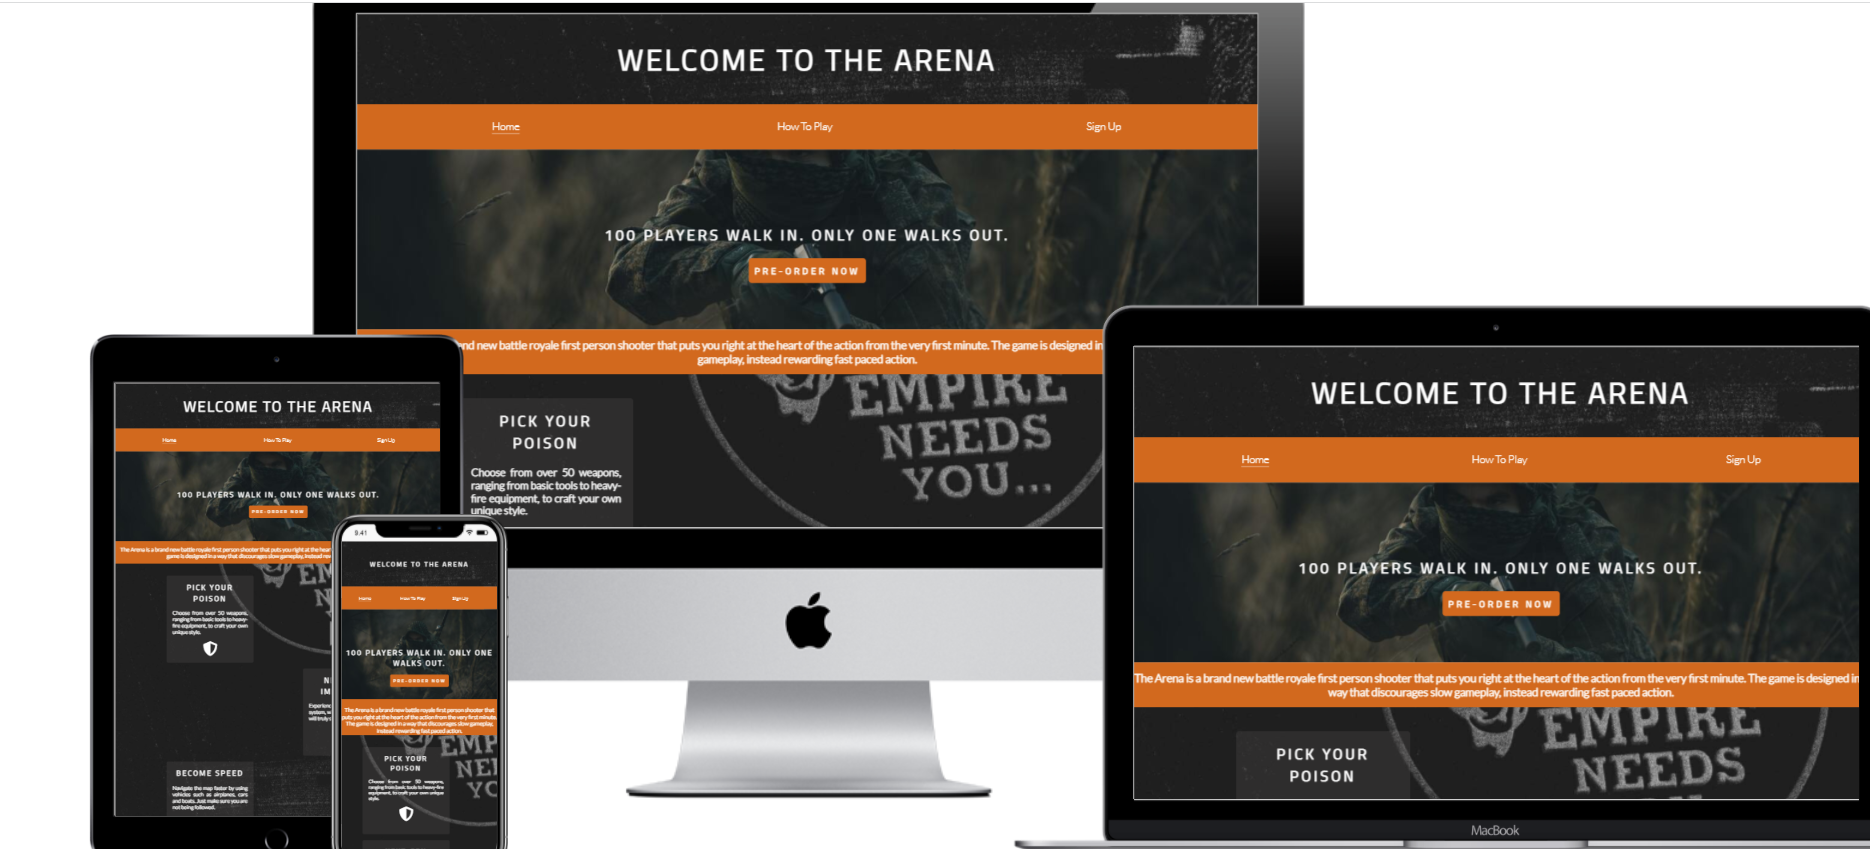 WELCOME TO THE ARENA
Home
How To Play
Sign Up
100 PLAYERS WALK IN. ONLY ONE WALKS OUT.
PRE-ORDER NOW
new battle royale first person shooter that puts you right at the heart of the action from the very first minute. The game is designed in
gameplay, instead rewarding fast paced action.
EMPIRE
NEEDS
YOU...
PICK YOUR
POISON
Choose from over 50 weapons,
ranging from basic tools to heavy-
fire equipment, to craft your own
unique style.
WELCOME TO THE ARENA
Home
How To Play
Sign Up
100 PLAYERS WALK IN. ONLY ONE WALKS OUT.
PRE-ORDER NOW
The Arena is a brand new battle royale first person shooter that puts you right at the hear
game is designed in a way that discourages slow gameplay, instead
PICK YOUR
POISON
Choose from over 50 weapons,
ranging from basic tools to heavy-
fire equipment, to craft your own
unique style.
BECOME SPEED
Navigate the map faster by using
vehicles such as airplanes, cars
and boats. Just make sure you are
not being followed.
9:41
WELCOME TO THE ARENA
Home
How To Play
Sign Up
100 PLAYERS WALK IN. ONLY ONE
WALKS OUT.
PRE-ORDER NOW
The Arena is a brand new battle royale first person shooter that
puts you right at the heart of the action from the very first minute.
The game is designed in a way that discourages slow gameplay,
instead rewarding fast paced action.
PICK YOUR
POISON
Choose from over 50 weapons,
ranging from basic tools to heavy-fire
equipment, to craft your own unique
style.
WELCOME TO THE ARENA
Home
How To Play
Sign Up
100 PLAYERS WALK IN. ONLY ONE WALKS OUT.
PRE-ORDER NOW
The Arena is a brand new battle royale first person shooter that puts you right at the heart of the action from the very first minute. The game is designed in
way that discourages slow gameplay, instead rewarding fast paced action.
EMPIRE
NEEDS
PICK YOUR
POISON
MacBook